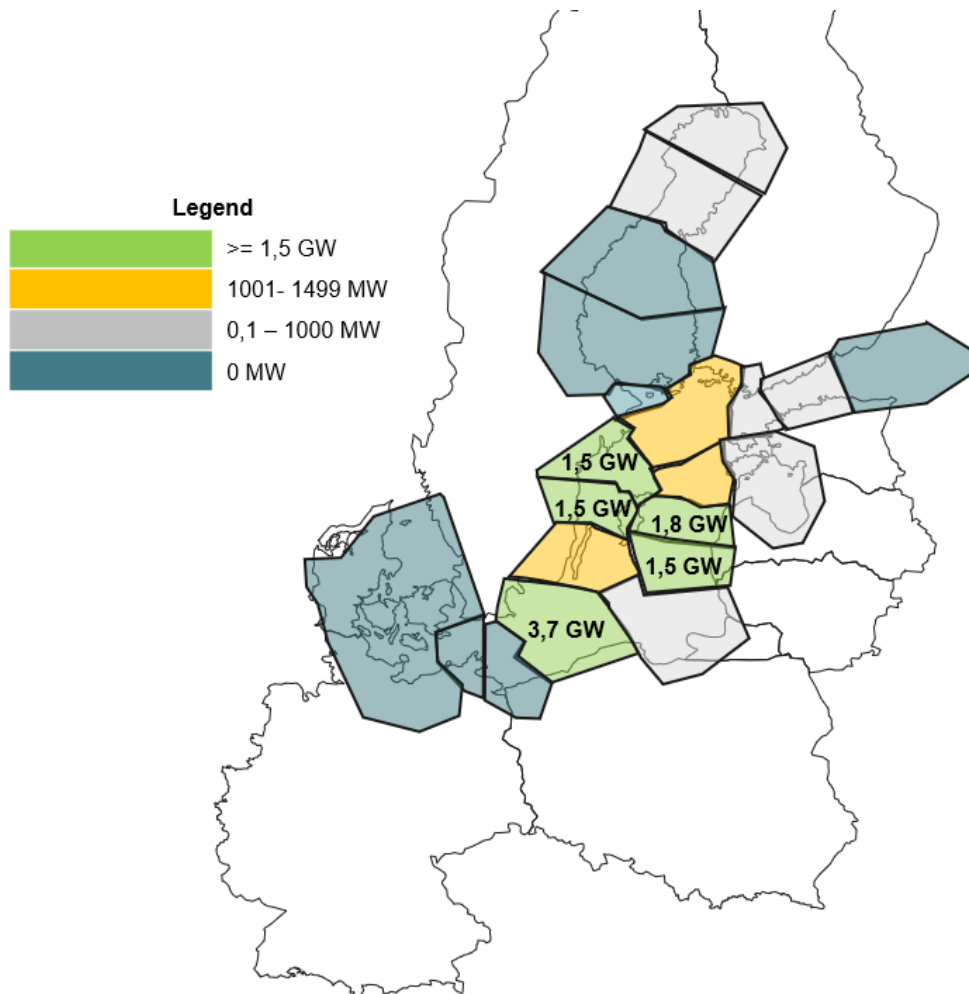 Legend
>= 1,5 GW
1001- 1499 MW
0,1 – 1000 MW
0 MW
1,5 GW
1,5 GW
1,8 GW
1,5 GW
3,7 GW